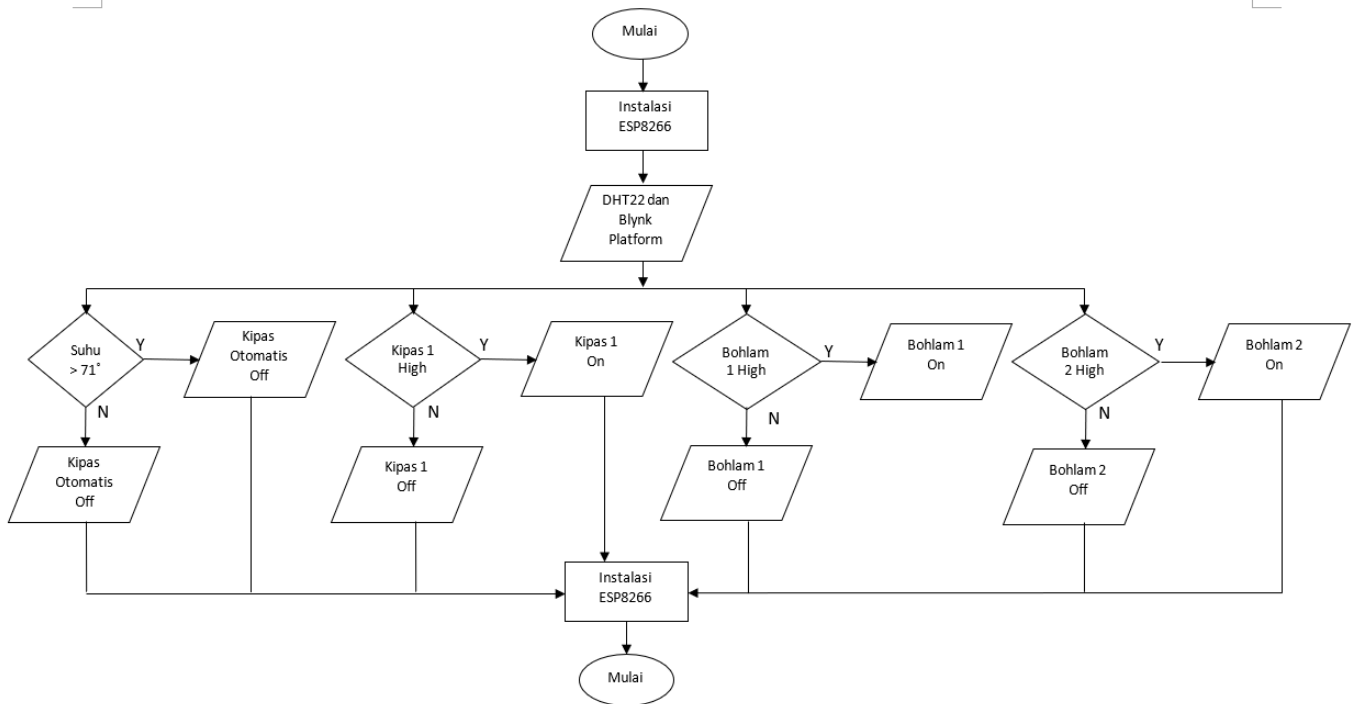 Mulai
Instalasi
ESP8266
DHT22 dan
Blynk
Platform
Suhu
> 71°
Y
N
Kipas
Otomatis
Off
Kipas
Otomatis
Off
Kipas 1
High
Y
N
Kipas 1
On
Kipas 1
Off
Bohlam
1 High
Y
N
Bohlam 1
On
Bohlam 1
Off
Bohlam
2 High
Y
N
Bohlam 2
On
Bohlam 2
Off
Instalasi
ESP8266
Mulai